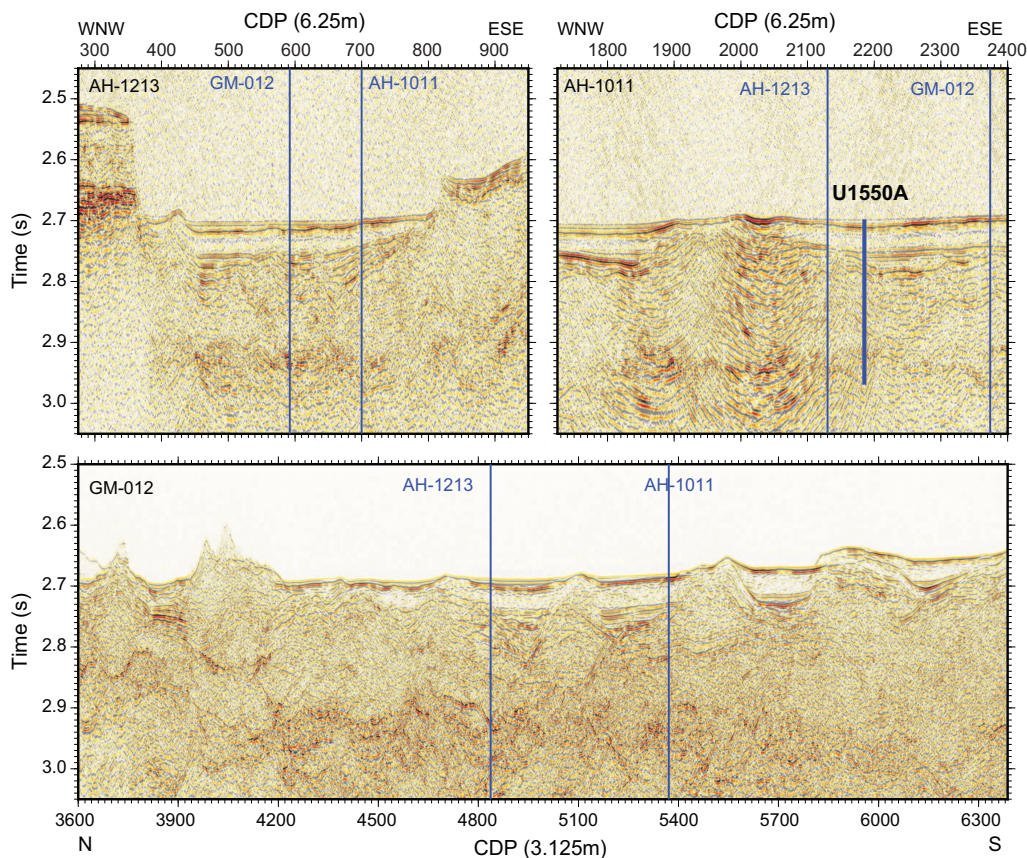 CDP (6.25m)
WNW ESE
300 400 500 600 700 800 900
AH-1213
GM-012
AH-1011
2.5
2.6
2.7
2.8
2.9
3.0
Time (s)
CDP (6.25m)
WNW ESE
1800 1900 2000 2100 2200 2300 2400
AH-1011
AH-1213
GM-012
U1550A
GM-012
AH-1213
AH-1011
2.5
2.6
2.7
2.8
2.9
3.0
Time (s)
3600 3900 4200 4500 4800 5100 5400 5700 6000 6300
N S
CDP (3.125m)